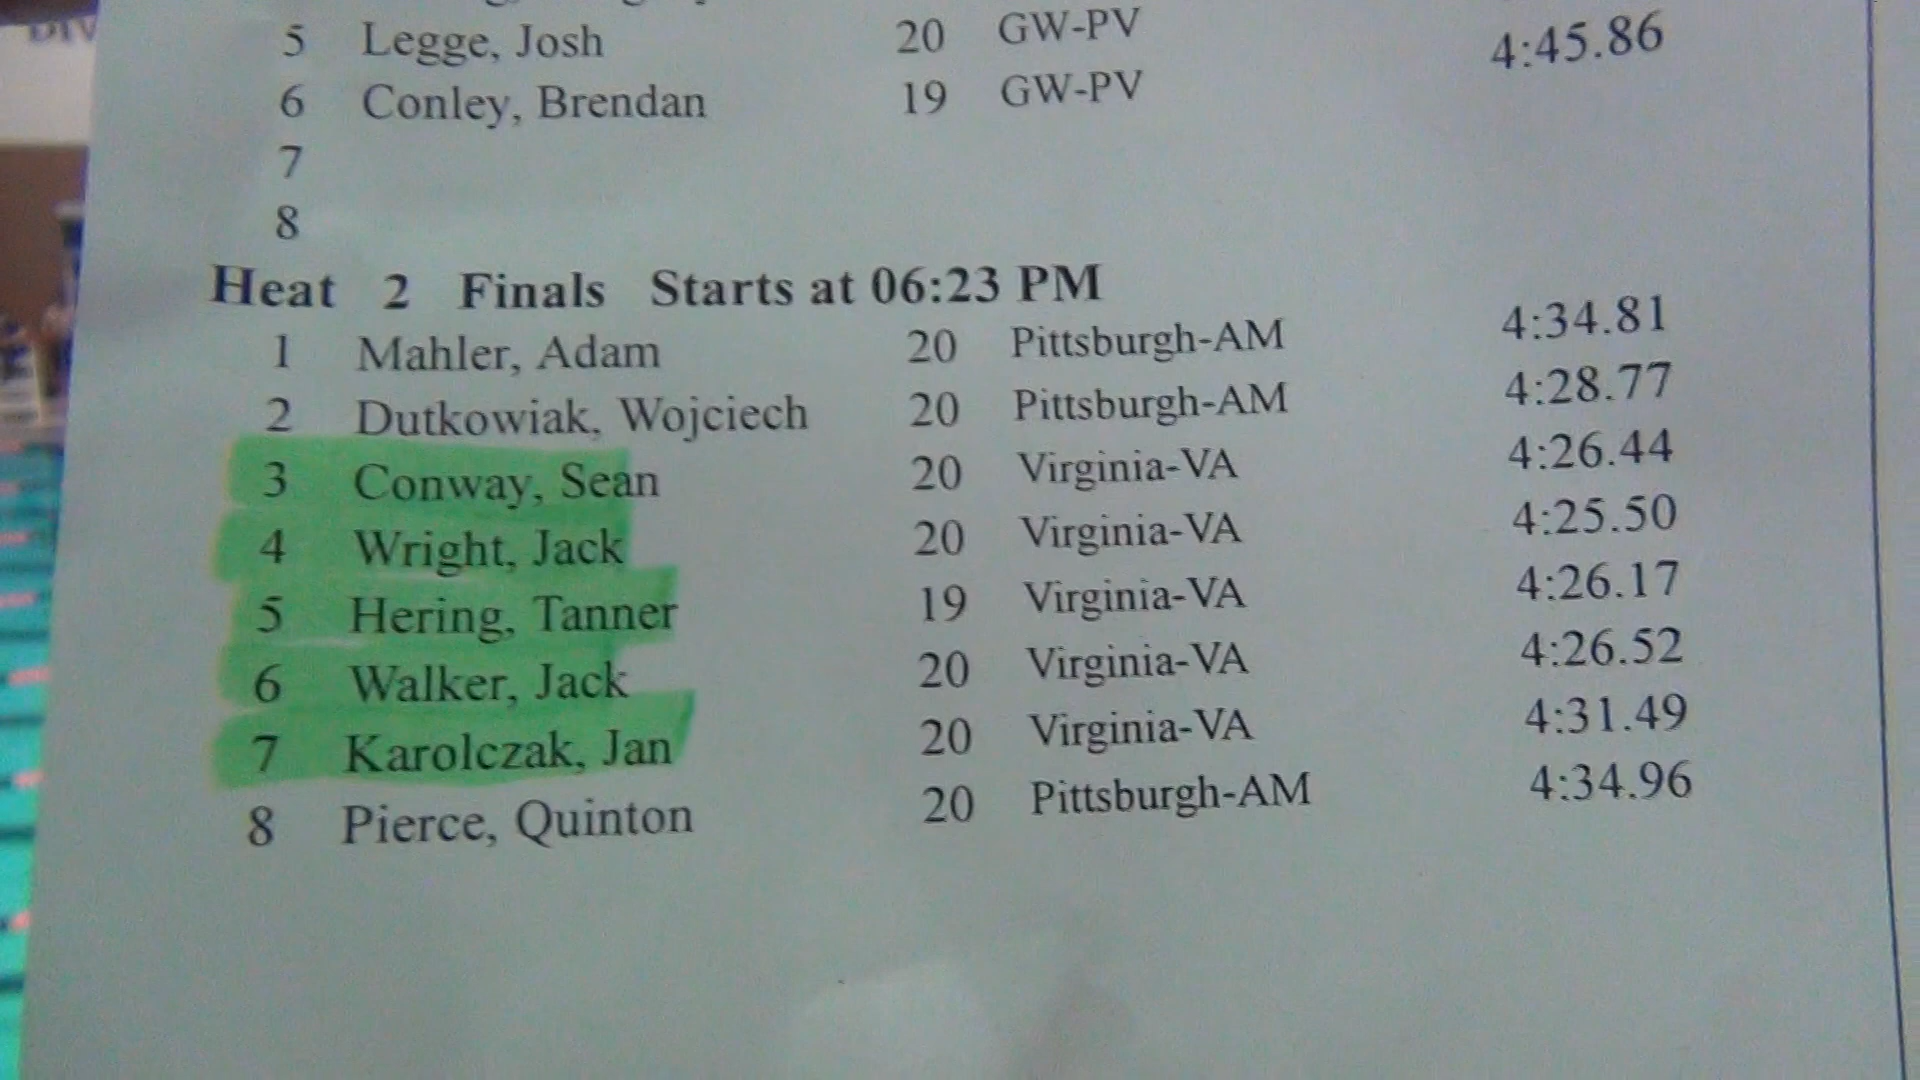 DIV
5 Legge, Josh 20 GW-PV
6 Conley, Brendan 19 GW-PV 4:45.86
7
8
Heat 2 Finals Starts at 06:23 PM
1 Mahler, Adam 20 Pittsburgh-AM 4:34.81
2 Dutkowiak, Wojciech 20 Pittsburgh-AM 4:28.77
3 Conway, Sean 20 Virginia-VA 4:26.44
4 Wright, Jack 20 Virginia-VA 4:25.50
5 Hering, Tanner 19 Virginia-VA 4:26.17
6 Walker, Jack 20 Virginia-VA 4:26.52
7 Karolczak, Jan 20 Virginia-VA 4:31.49
8 Pierce, Quinton 20 Pittsburgh-AM 4:34.96